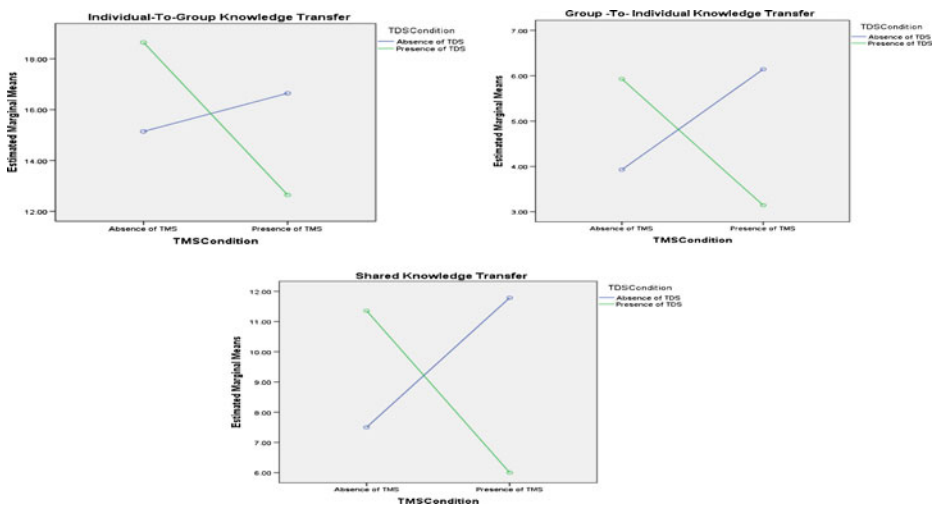 Individual-To-Group Knowledge Transfer
TDSCondition
Absence of TDS
Presence of TDS
18.00
16.00
14.00
12.00
Estimated Marginal Means
Absence of TMS
Presence of TMS
TMSCondition
Group -To- Individual Knowledge Transfer
TDSCondition
Absence of TDS
Presence of TDS
7.00
6.00
5.00
4.00
3.00
Estimated Marginal Means
Absence of TMS
Presence of TMS
TMSCondition
Shared Knowledge Transfer
TDSCondition
Absence of TDS
Presence of TDS
12.00
11.00
10.00
9.00
8.00
7.00
6.00
Estimated Marginal Means
Absence of TMS
Presence of TMS
TMSCondition